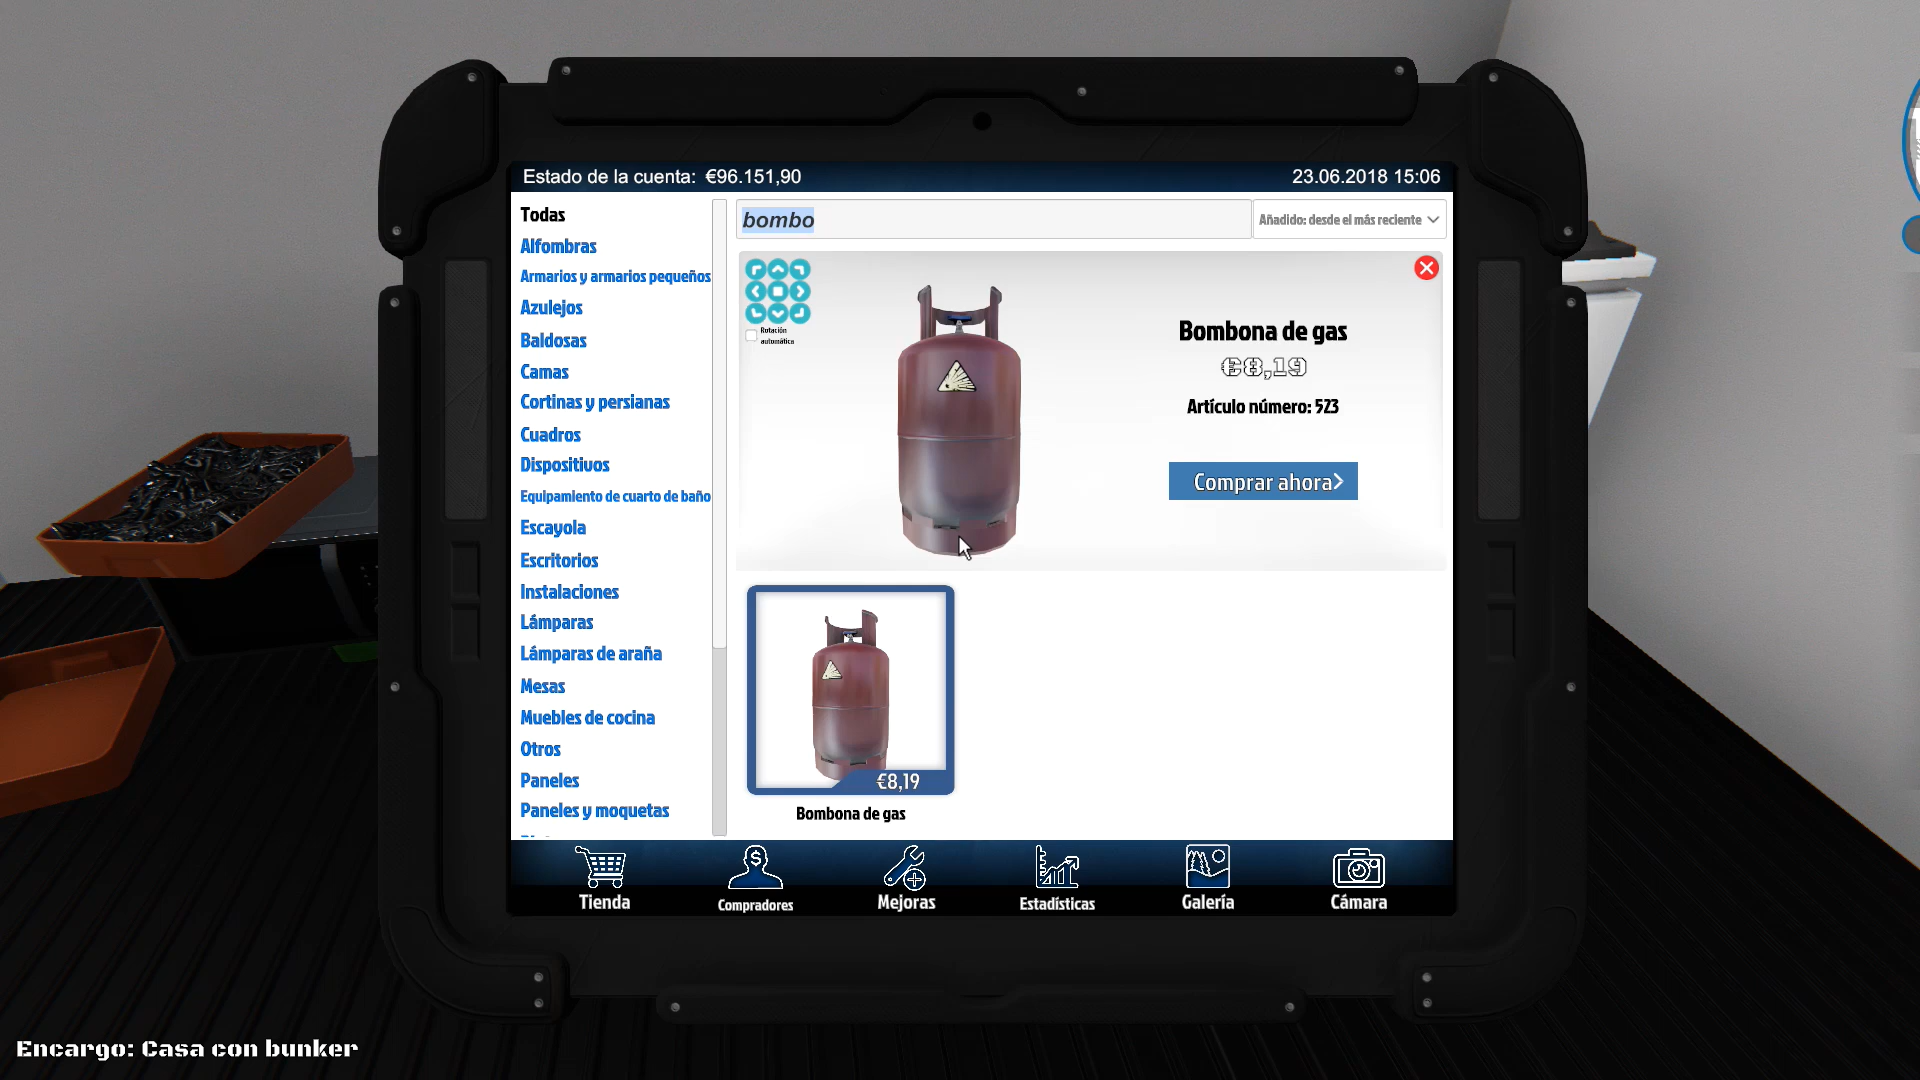 Estado de la cuenta: €96.151,90
23.06.2018 15:06
Todas
Alfombras
Armarios y armarios pequeños
Azulejos
Baldosas
Camas
Cortinas y persianas
Cuadros
Dispositivos
Equipamiento de cuarto de baño
Escayola
Escritorios
Instalaciones
Lámparas
Lámparas de araña
Mesas
Muebles de cocina
Otros
Paneles
Paneles y moquetas
bombo
Añadido: desde el más reciente
Rotación
automática
Bombona de gas
€8,19
Artículo número: 523
Comprar ahora
€8,19
Bombona de gas
Tienda
Compradores
Mejoras
Estadísticas
Galería
Cámara
Encargo: Casa con bunker